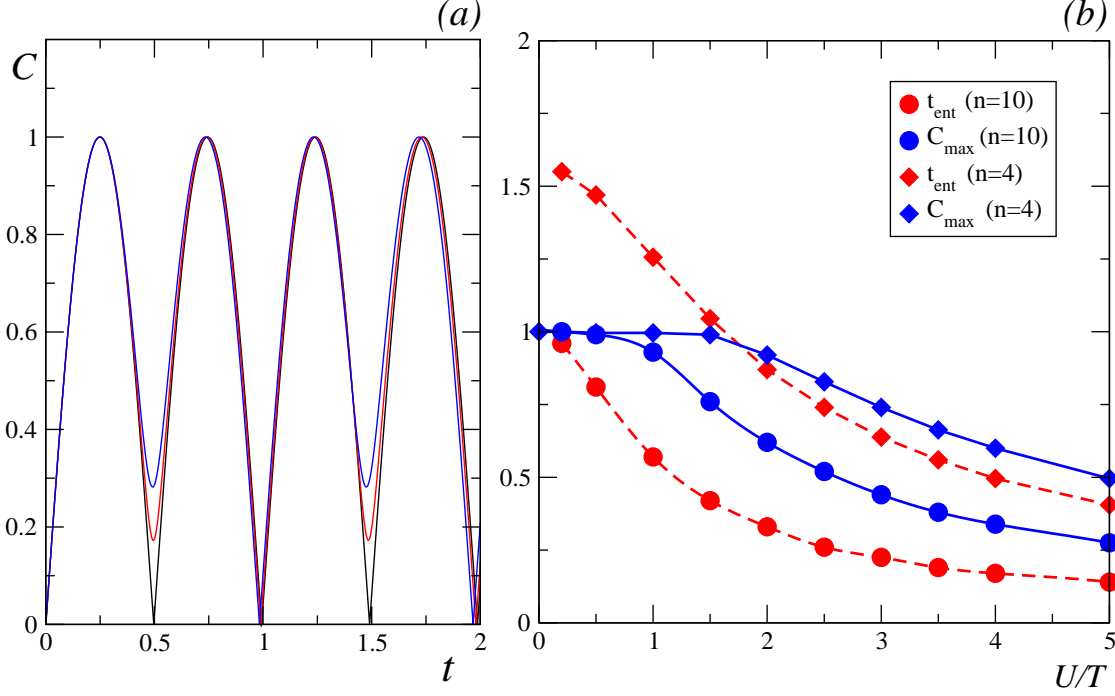 (a)
C
1
0.8
0.6
0.4
0.2
0
0 0.5 1 1.5 2
t
(b)
2
1.5
1
0.5
0
t_ent (n=10)
C_max (n=10)
t_ent (n=4)
C_max (n=4)
0 1 2 3 4 5
U/T